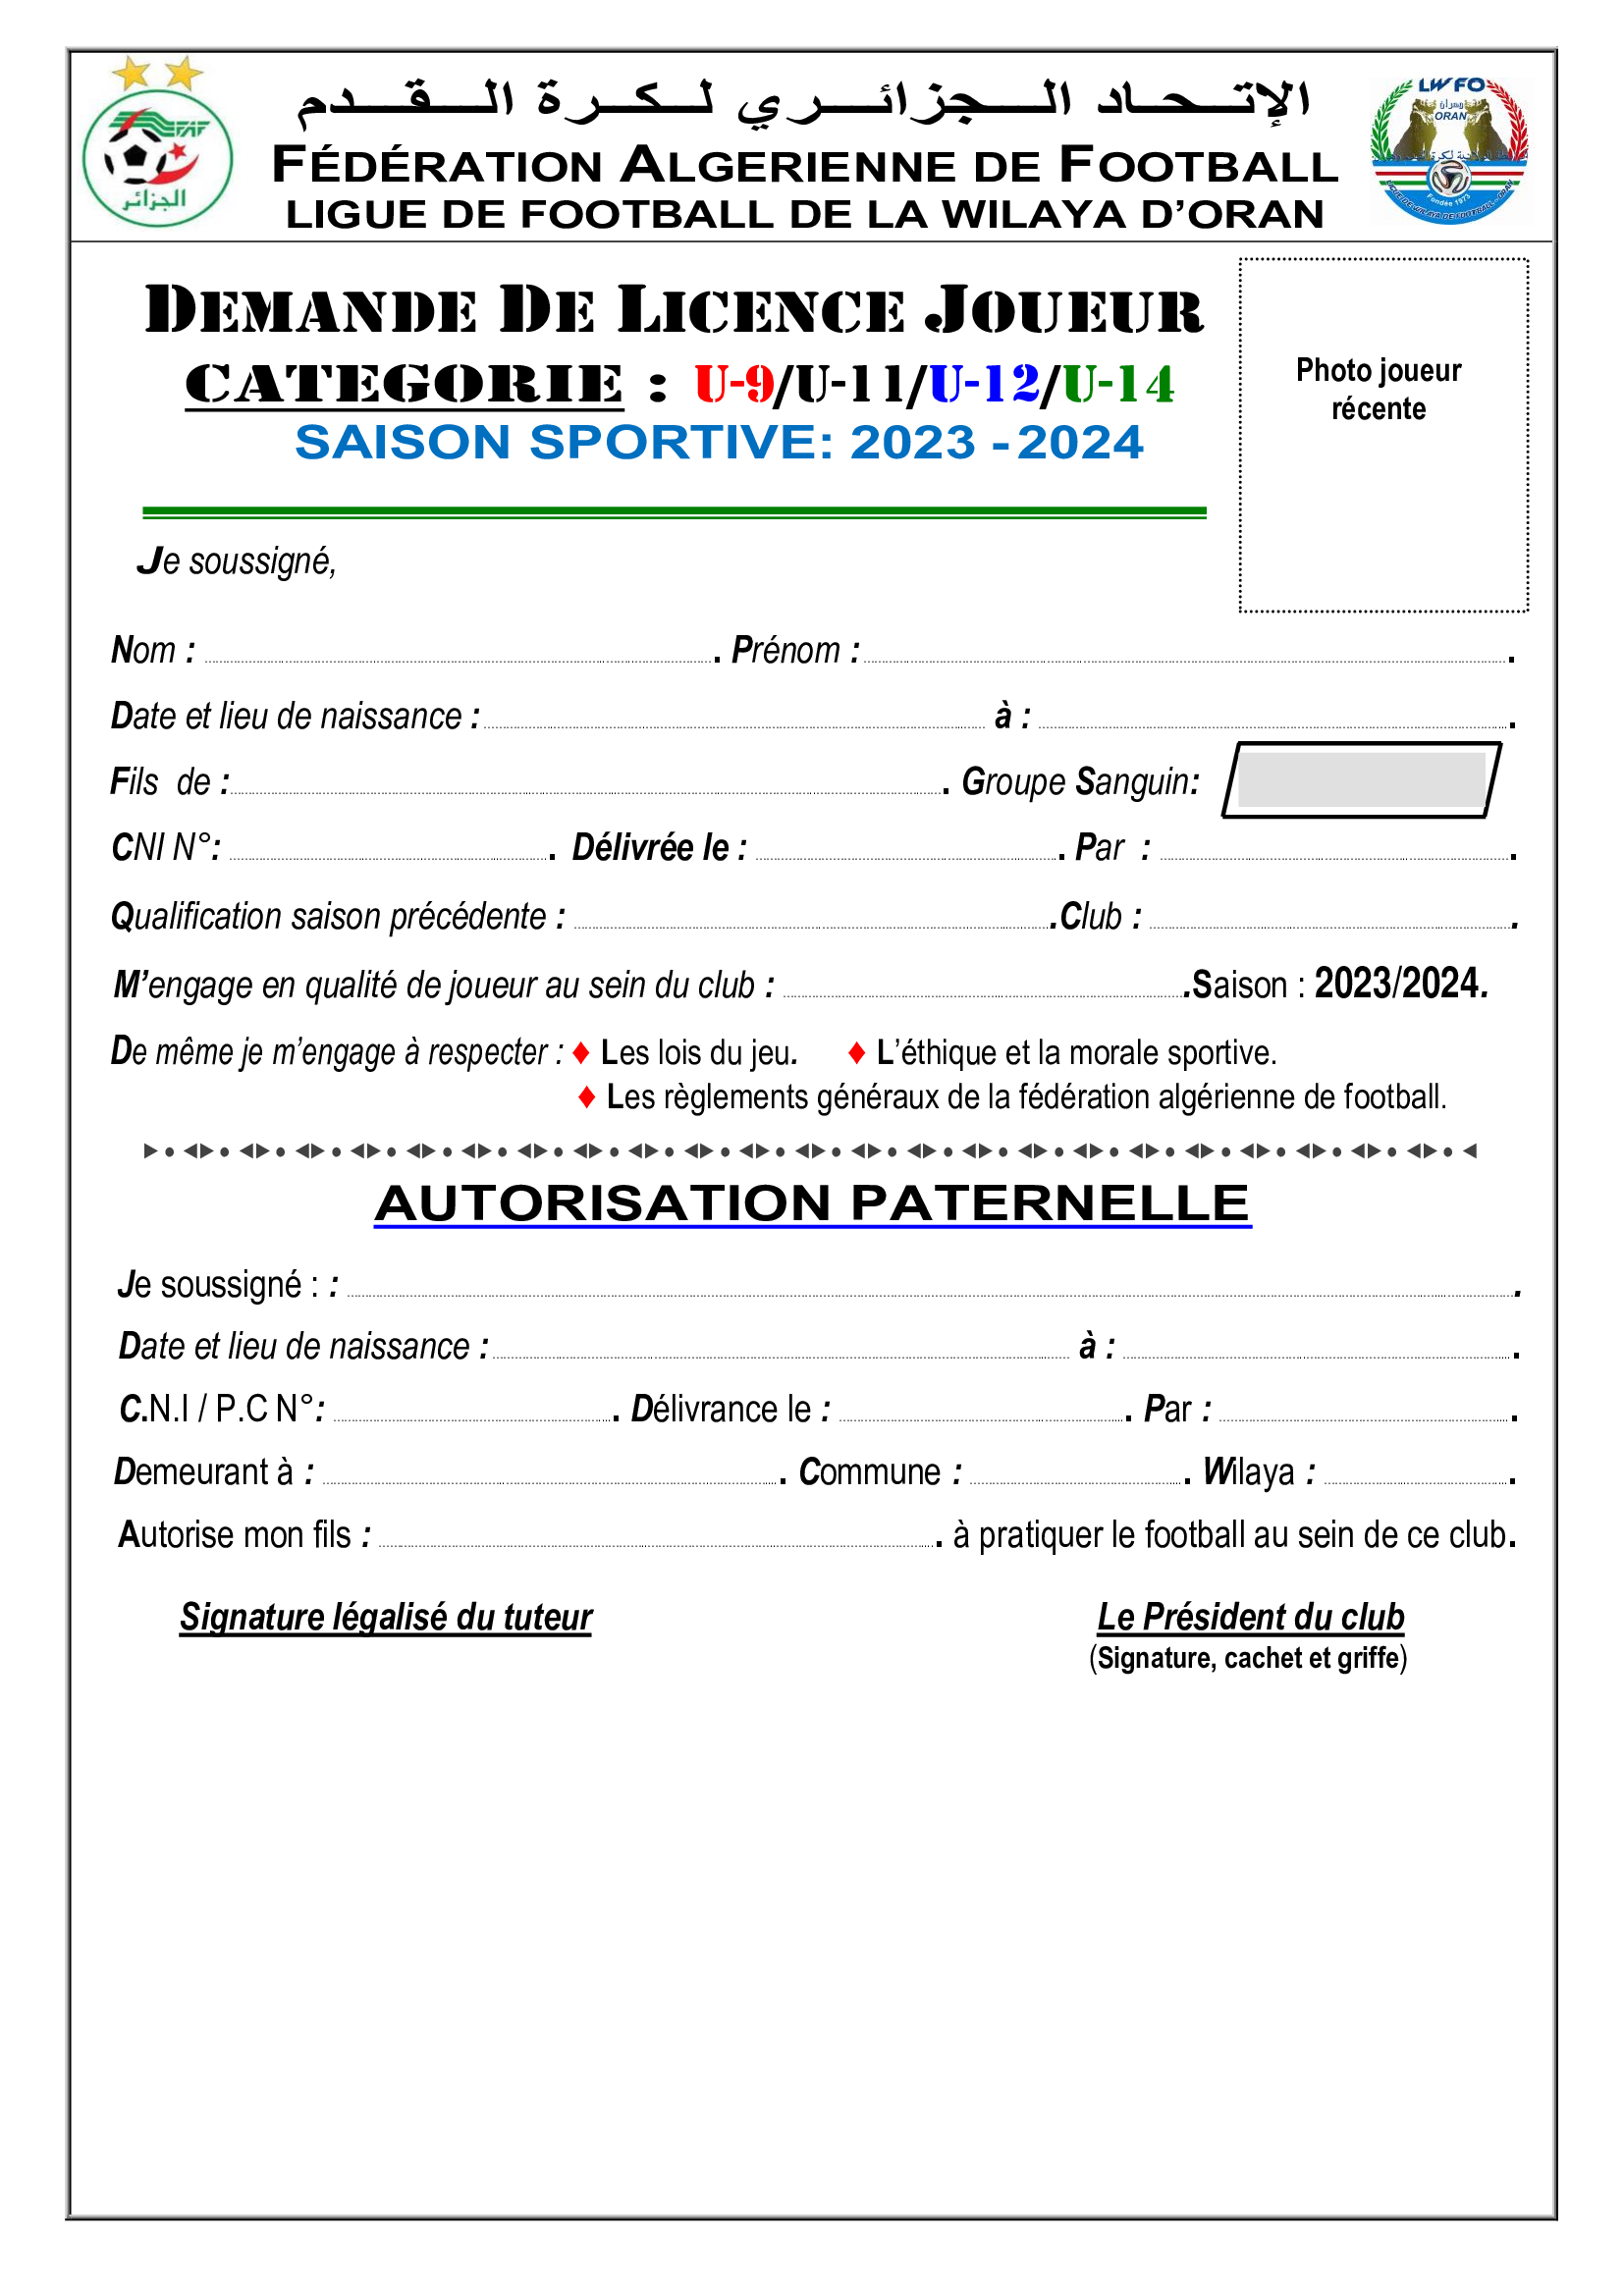 الإتحاد الجزائري لكرة القدم
FÉDÉRATION ALGERIENNE DE FOOTBALL
LIGUE DE FOOTBALL DE LA WILAYA D’ORAN
FAF
الجزائر
LWFO
وهران
ORAN
Fondée 1973
DEMANDE DE LICENCE JOUEUR
CATEGORIE : U-9/U-11/U-12/U-14
SAISON SPORTIVE: 2023 - 2024
Photo joueur
récente
Je soussigné,
Nom : . Prénom : .
Date et lieu de naissance : à : .
Fils de : . Groupe Sanguin:
CNI N°: . Délivrée le : . Par : .
Qualification saison précédente : .Club : .
M’engage en qualité de joueur au sein du club : .Saison : 2023/2024.
De même je m’engage à respecter : ♦ Les lois du jeu. ♦ L’éthique et la morale sportive.
♦ Les règlements généraux de la fédération algérienne de football.
AUTORISATION PATERNELLE
Je soussigné : : .
Date et lieu de naissance : à : .
C.N.I / P.C N°: . Délivrance le : . Par : .
Demeurant à : . Commune : . Wilaya : .
Autorise mon fils : . à pratiquer le football au sein de ce club.
Signature légalisé du tuteur
Le Président du club
(Signature, cachet et griffe)